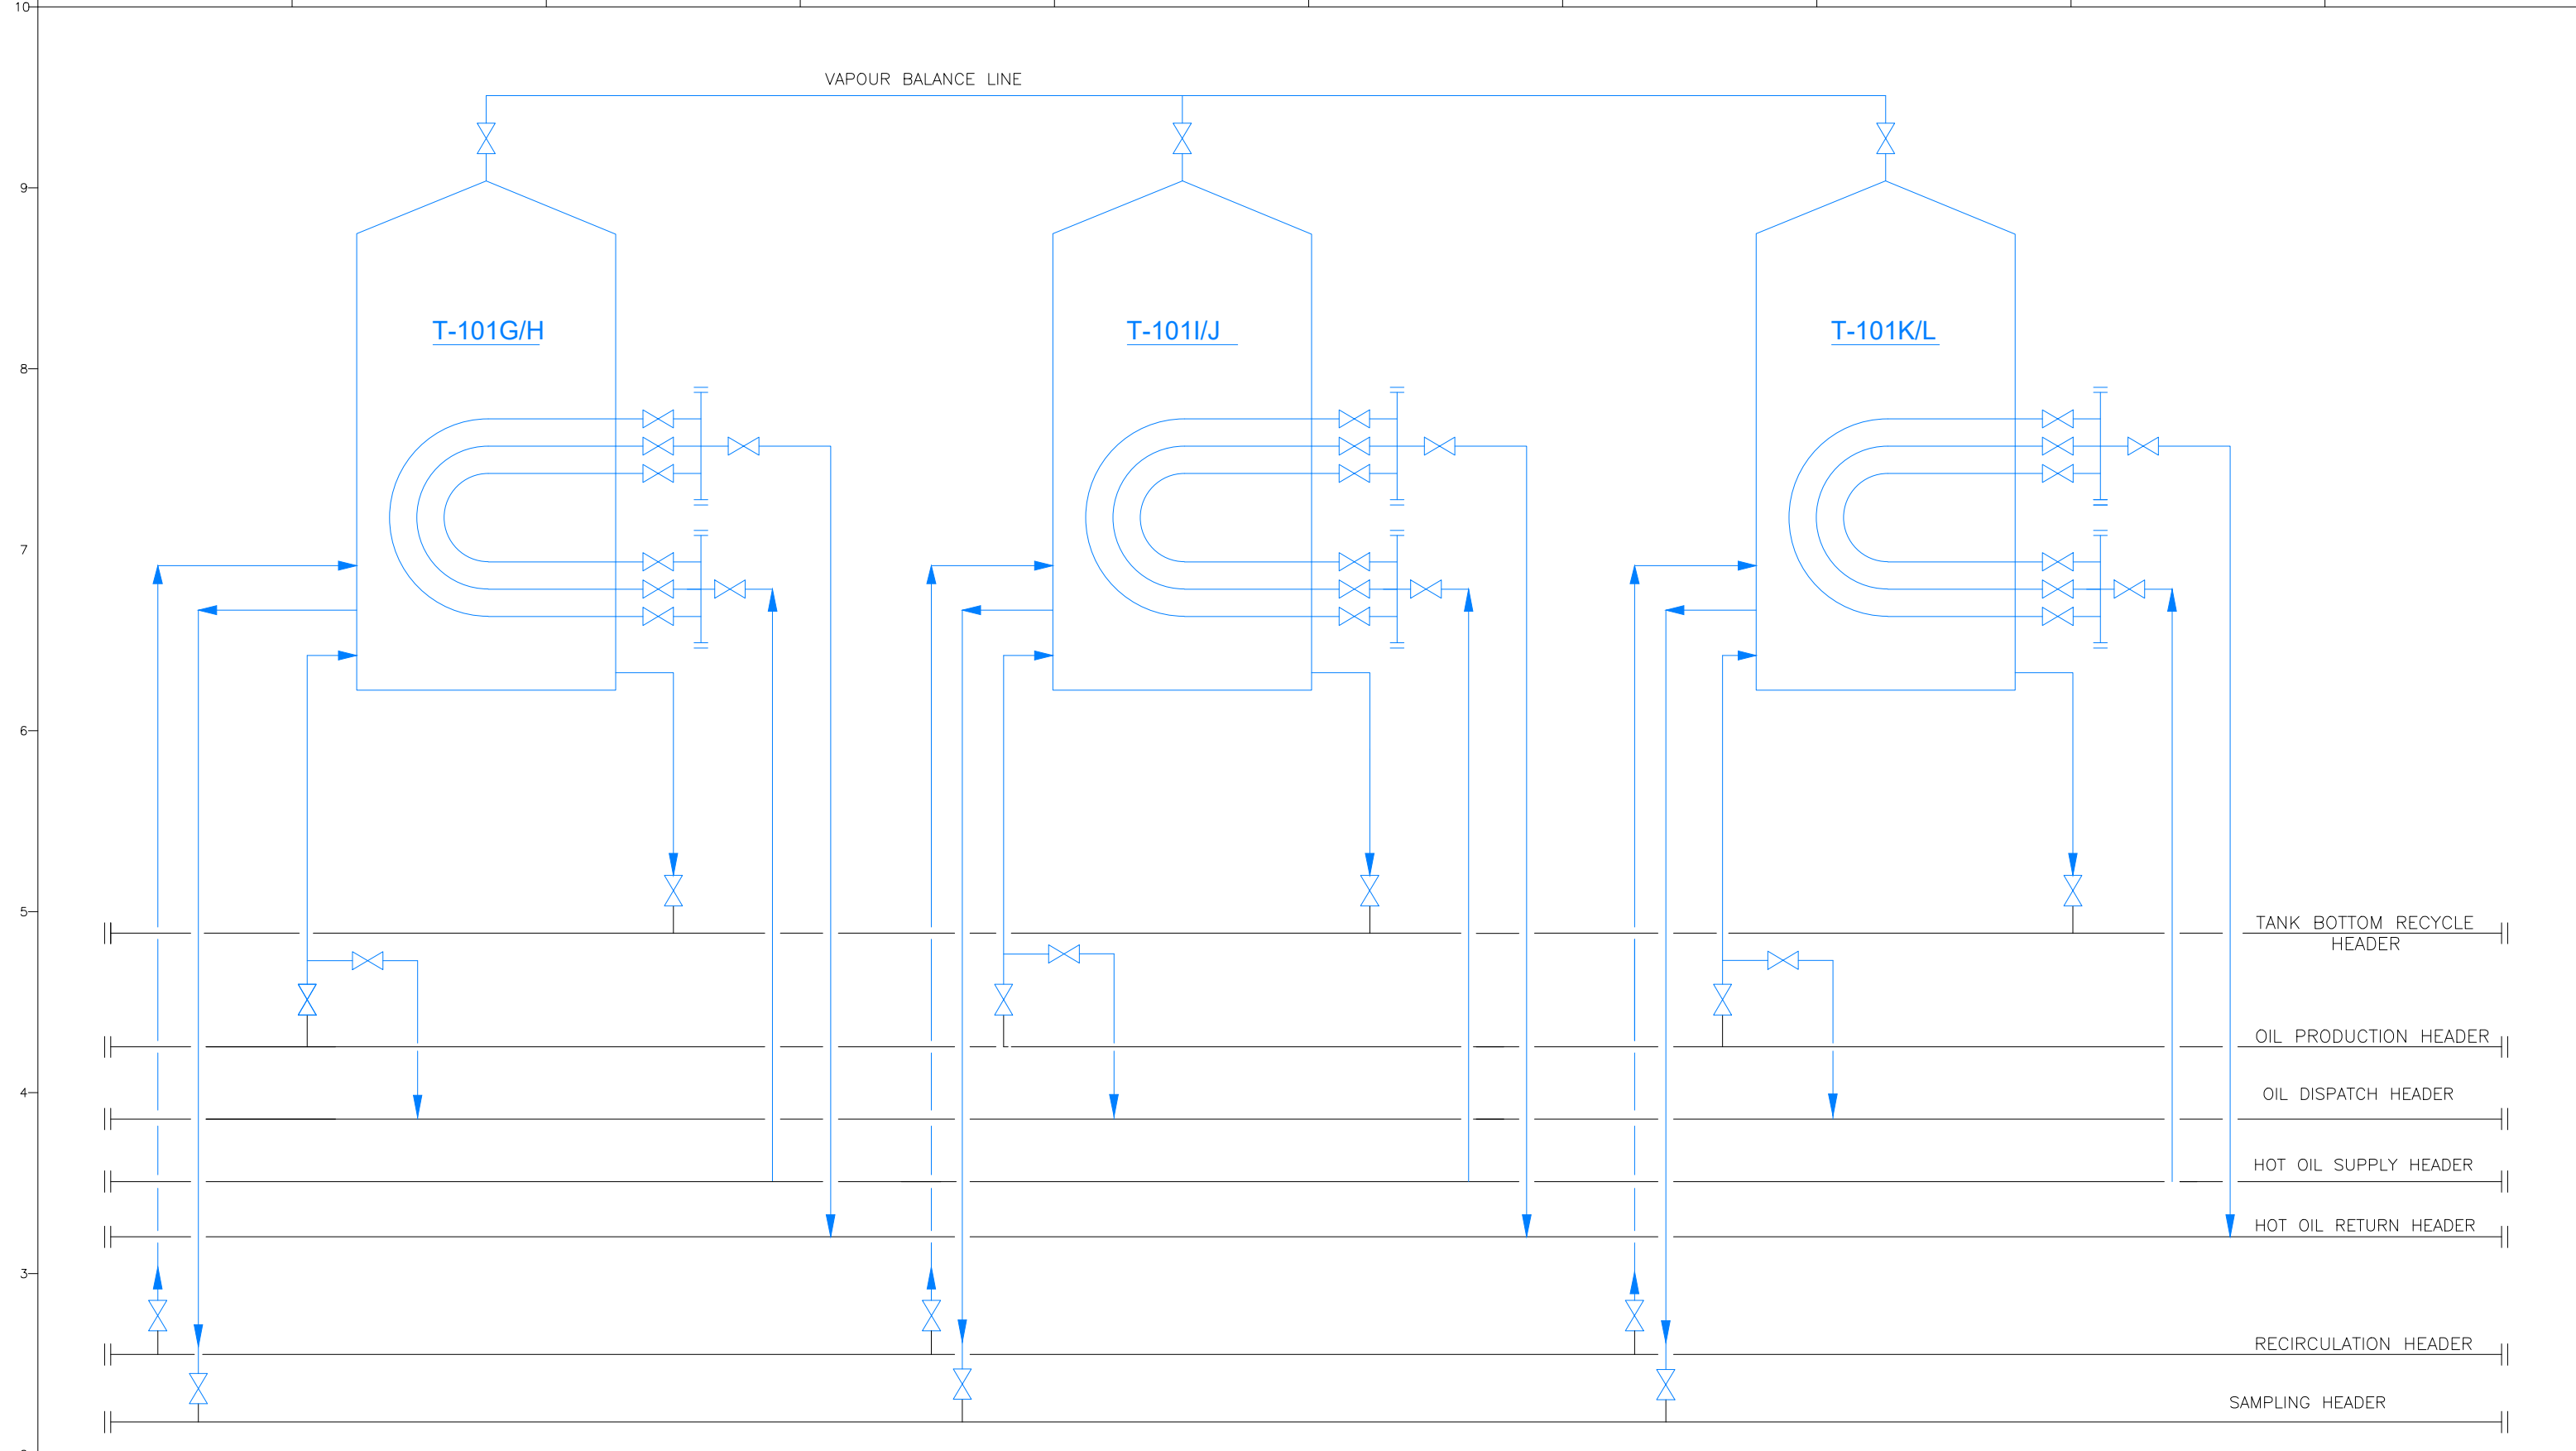 10
VAPOUR BALANCE LINE
9
T-101G/H
T-101I/J
T-101K/L
8
7
6
5
TANK BOTTOM RECYCLE
HEADER
OIL PRODUCTION HEADER
4
OIL DISPATCH HEADER
HOT OIL SUPPLY HEADER
HOT OIL RETURN HEADER
3
RECIRCULATION HEADER
SAMPLING HEADER